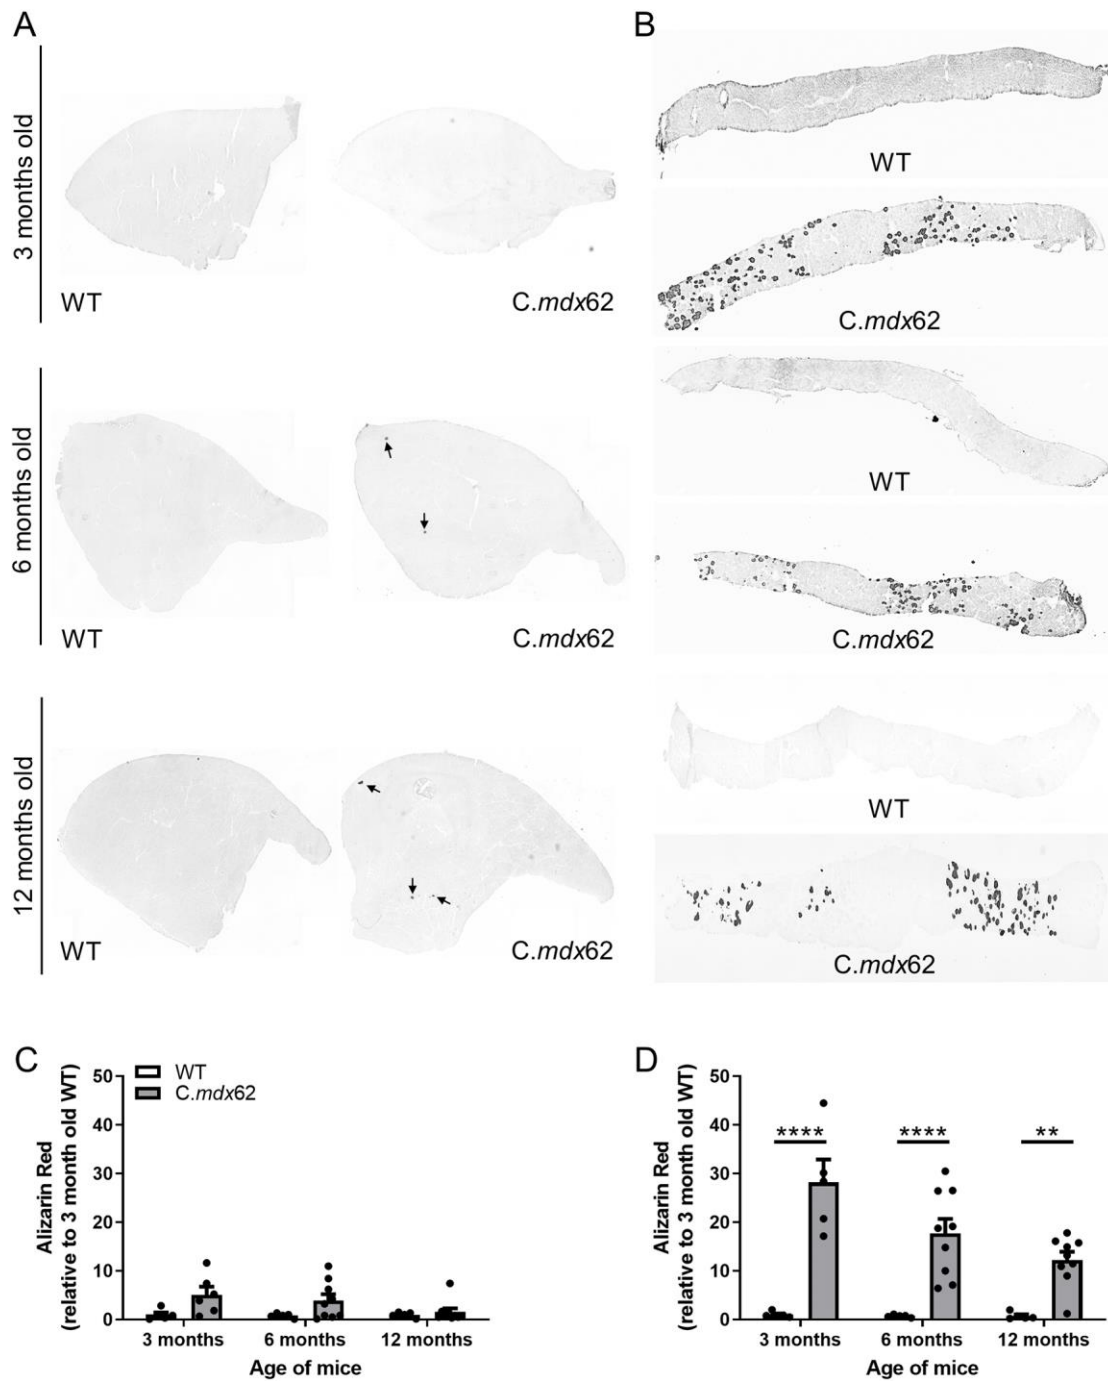 A
B
3 months old
WT
C.mdx62
WT
C.mdx62
6 months old
WT
C.mdx62
WT
C.mdx62
12 months old
WT
C.mdx62
WT
C.mdx62
C
WT
C.mdx62
Alizarin Red
(relative to 3 month old WT)
50
40
30
20
10
0
3 months 6 months 12 months
Age of mice
D
Alizarin Red
(relative to 3 month old WT)
50
40
30
20
10
0
**** **** **
3 months 6 months 12 months
Age of mice